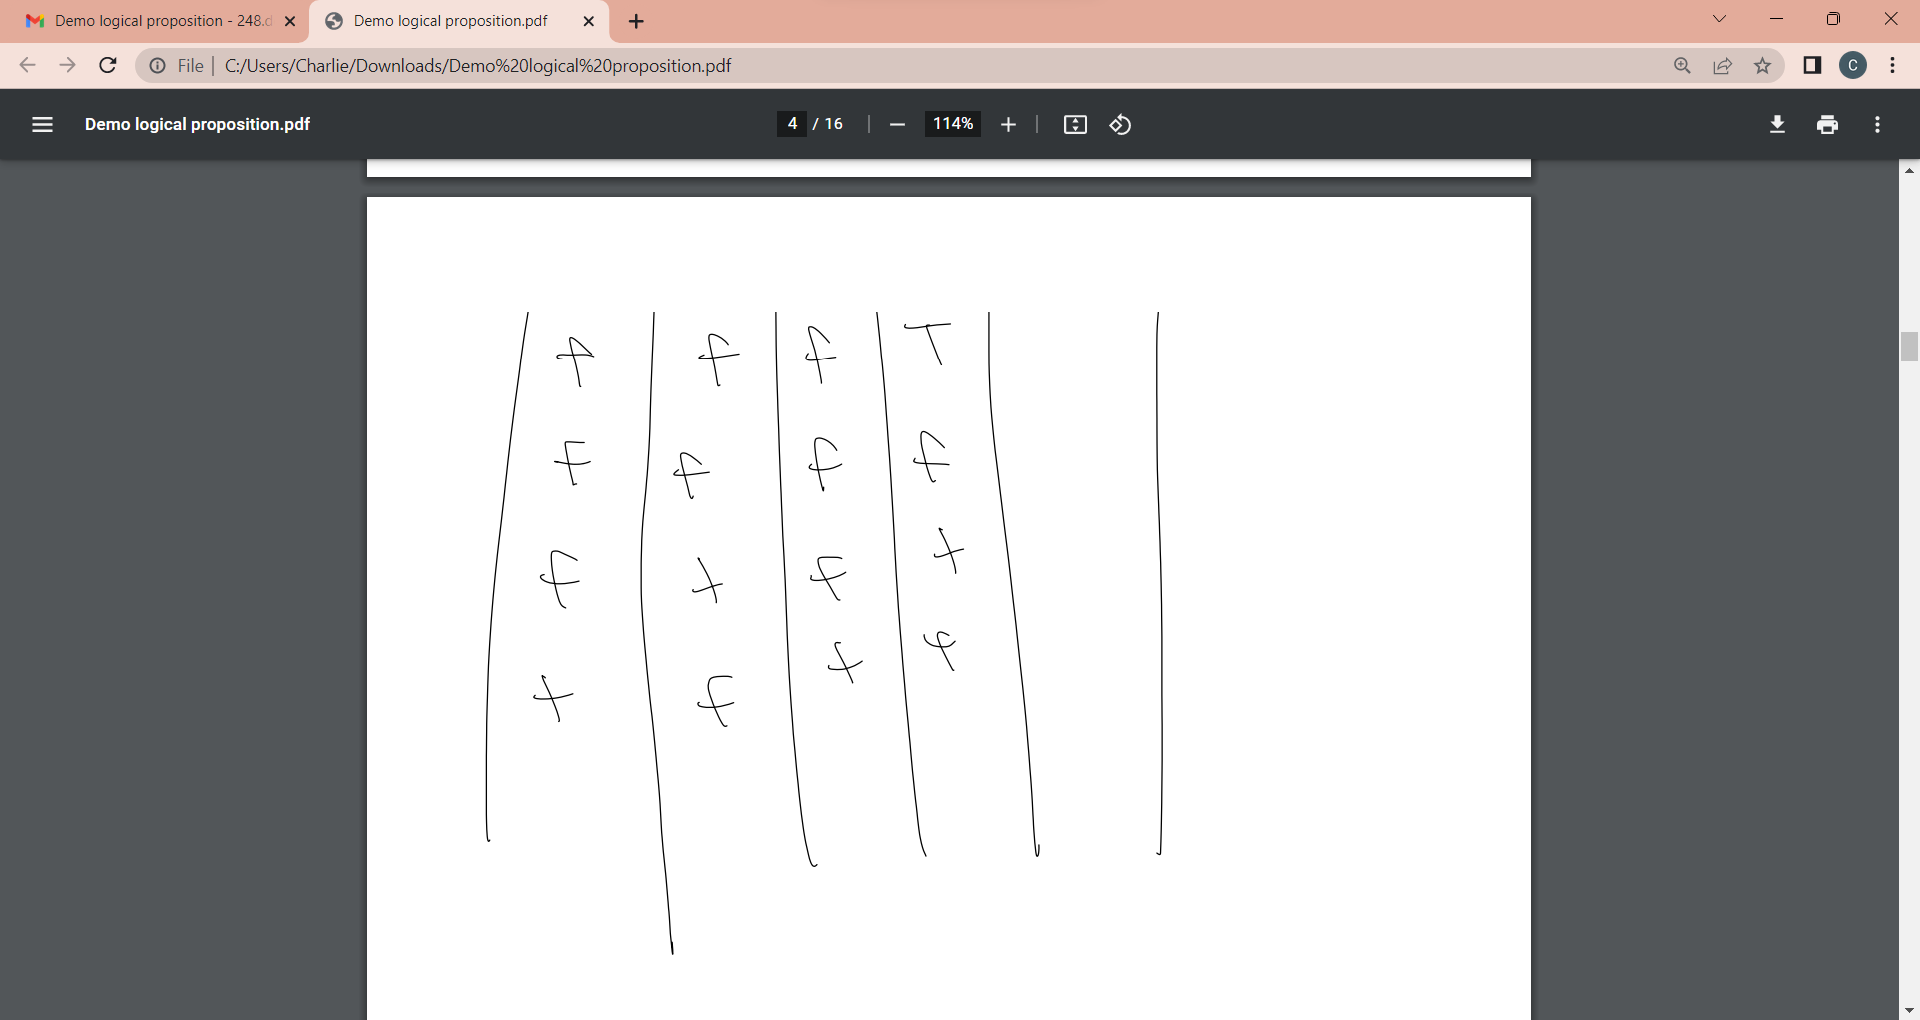 Demo logical proposition - 248.d
Demo logical proposition.pdf
File | C:/Users/Charlie/Downloads/Demo%20logical%20proposition.pdf
C
Demo logical proposition.pdf
4 / 16
114%
f f f T
f f f f
f t f t
t f t f